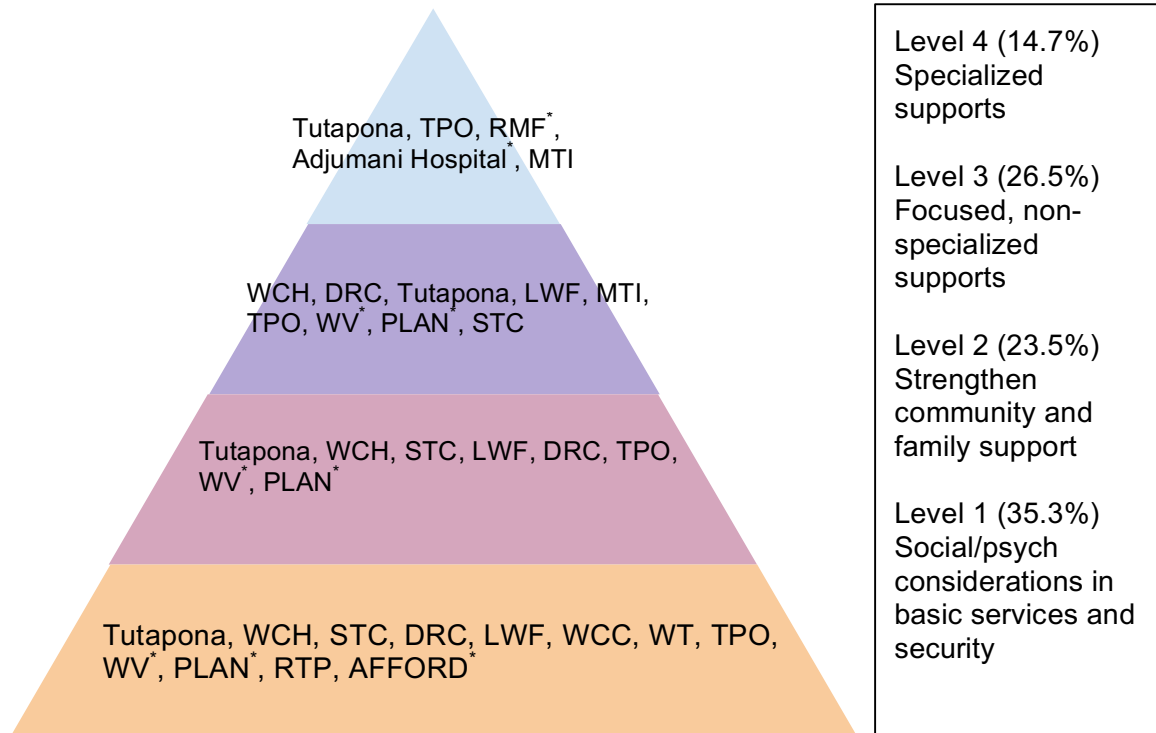 Tutapona, TPO, RMF*,
Adjumani Hospital*, MTI
WCH, DRC, Tutapona, LWF, MTI,
TPO, WV*, PLAN*, STC
Tutapona, WCH, STC, LWF, DRC, TPO,
WV*, PLAN*
Tutapona, WCH, STC, DRC, LWF, WCC, WT, TPO,
WV*, PLAN*, RTP, AFFORD*
Level 4 (14.7%)
Specialized
supports
Level 3 (26.5%)
Focused, non-
specialized
supports
Level 2 (23.5%)
Strengthen
community and
family support
Level 1 (35.3%)
Social/psych
considerations in
basic services and
security